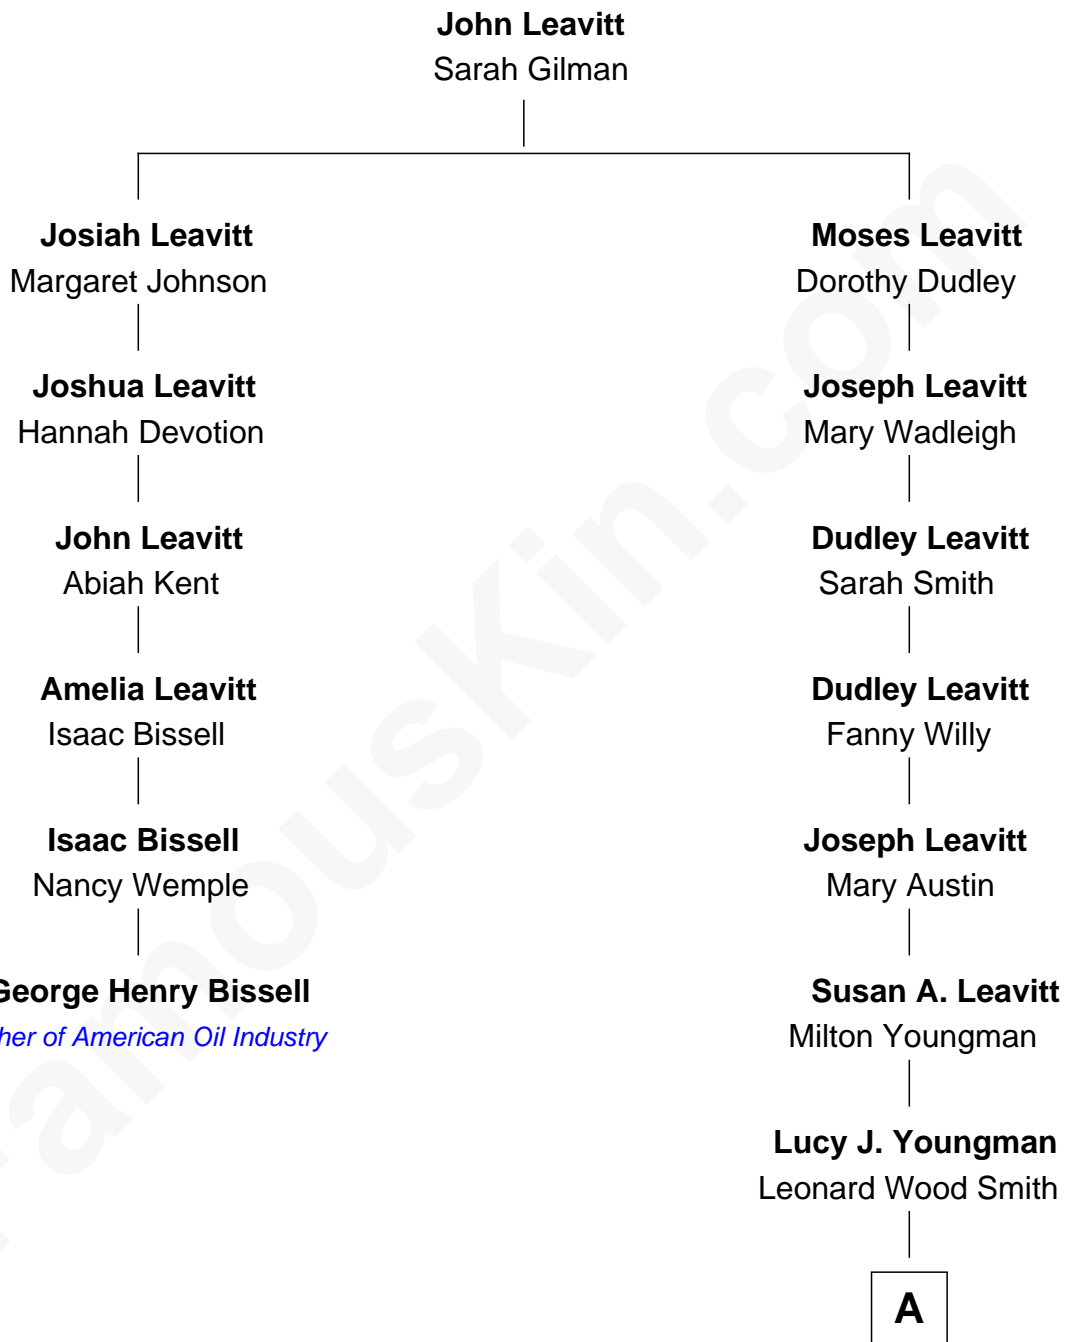 John Leavitt
Sarah Gilman
Josiah Leavitt
Margaret Johnson
Joshua Leavitt
Hannah Devotion
John Leavitt
Abiah Kent
Amelia Leavitt
Isaac Bissell
Isaac Bissell
Nancy Wemple
George Henry Bissell
of American Oil Industry
Moses Leavitt
Dorothy Dudley
Joseph Leavitt
Mary Wadleigh
Dudley Leavitt
Sarah Smith
Dudley Leavitt
Fanny Willy
Joseph Leavitt
Mary Austin
Susan A. Leavitt
Milton Youngman
Lucy J. Youngman
Leonard Wood Smith
A
FamousKin.com